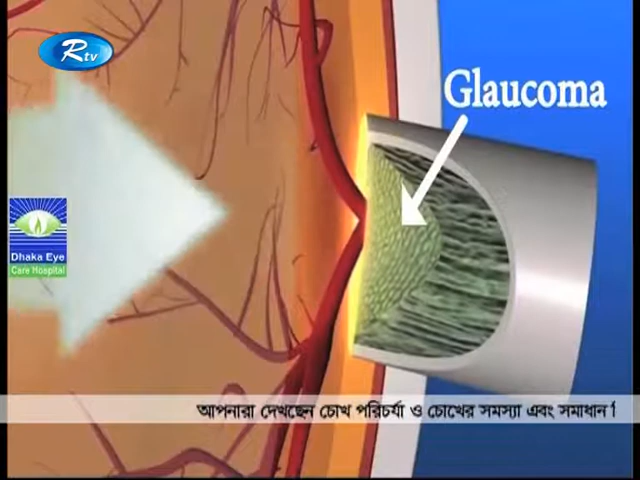 Rtv
Glaucoma
Dhaka Eye
Care Hospital
আপনারা দেখছেন চোখ পরিচর্যা ও চোখের সমস্যা এবং সমাধান